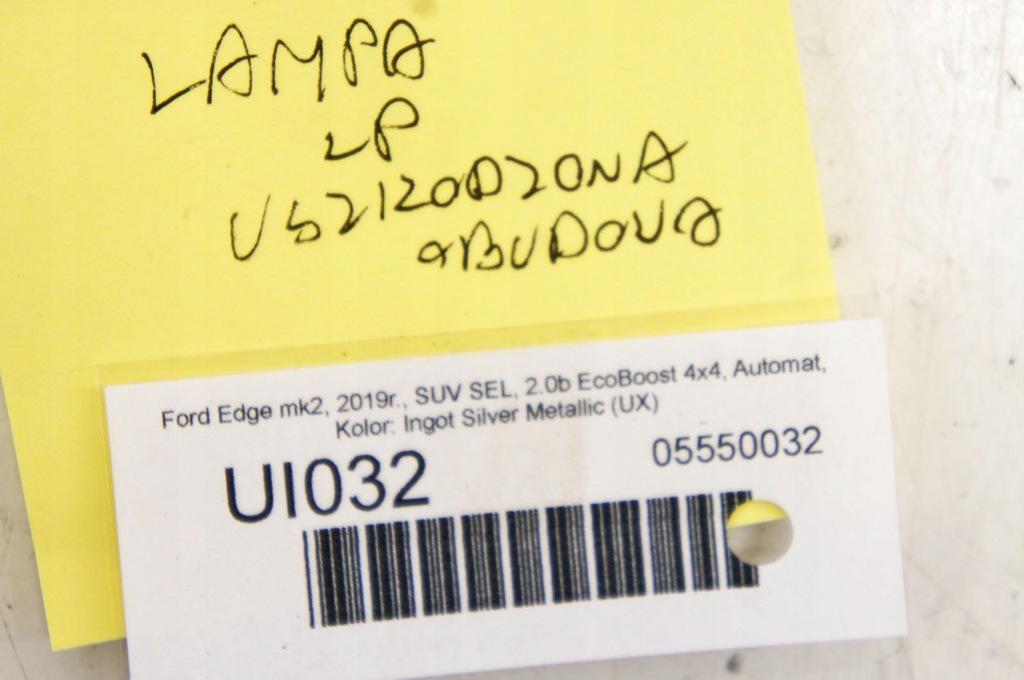 LAMPA
LP
USZKODZONA
OBUDOWA
Ford Edge mk2, 2019r., SUV SEL, 2.0b EcoBoost 4x4, Automat,
Kolor: Ingot Silver Metallic (UX)
UI032
05550032